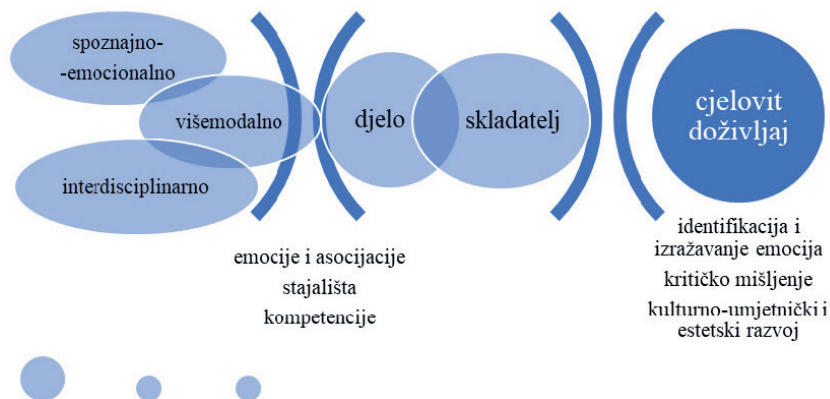 spoznajno-
-emocionalno
višemodalno
interdisciplinarno
djelo
skladatelj
cjelovit
doživljaj
emocije i asocijacije
stajališta
kompetencije
identifikacija i
izražavanje emocija
kritičko mišljenje
kulturno-umjetnički i
estetski razvoj